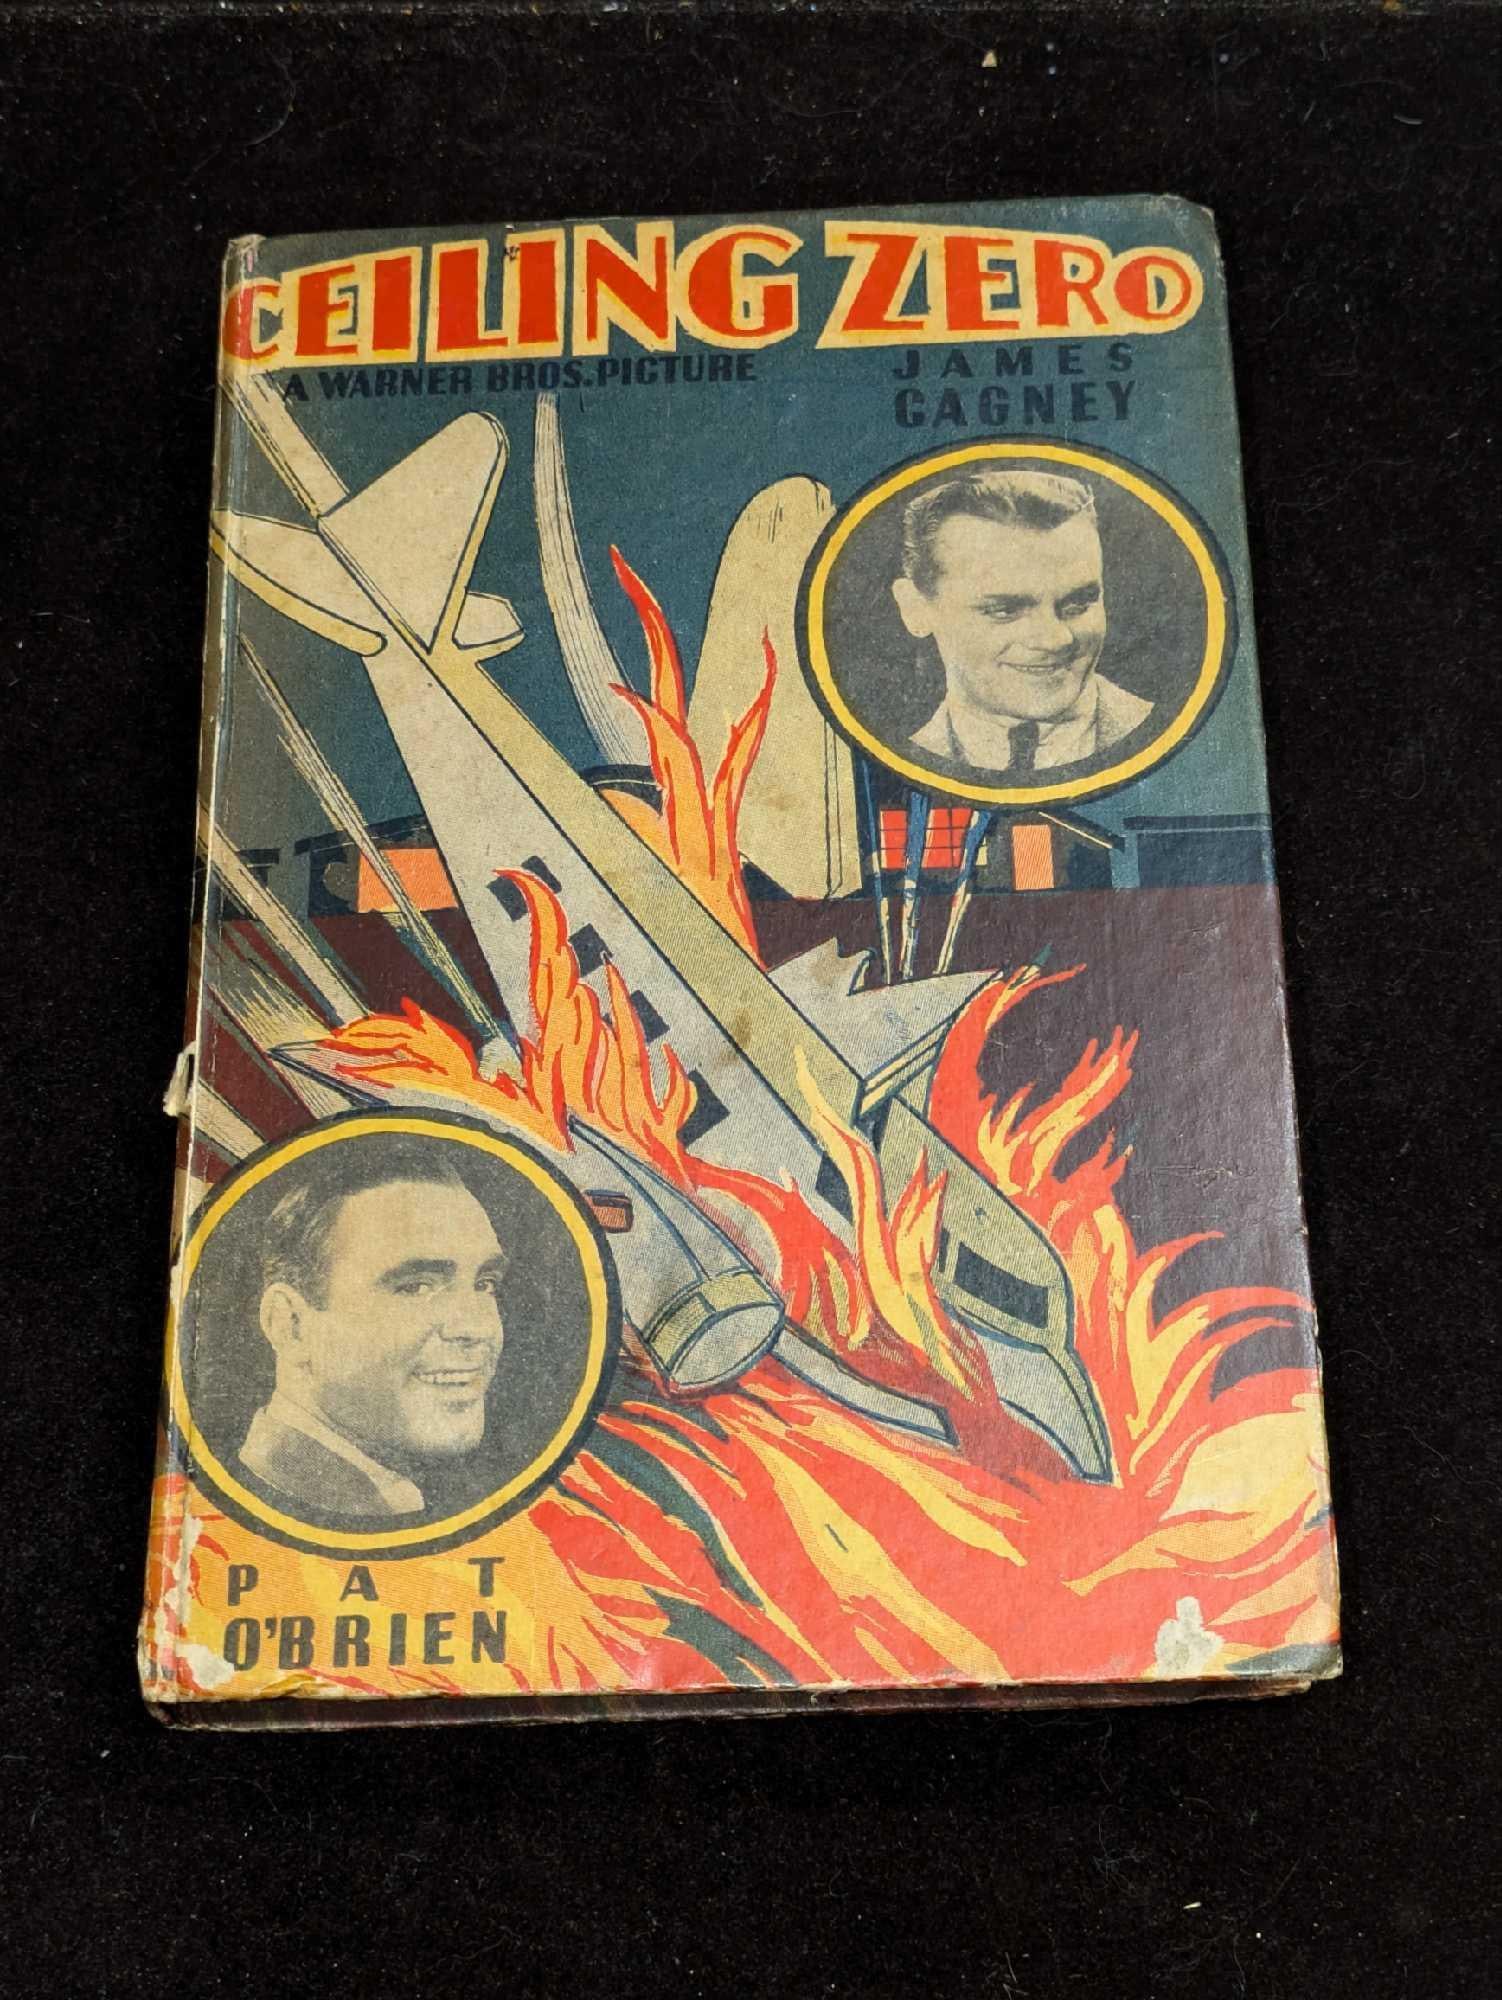 CEILING ZERO
A WARNER BROS. PICTURE
JAMES
CAGNEY
PAT
O'BRIEN